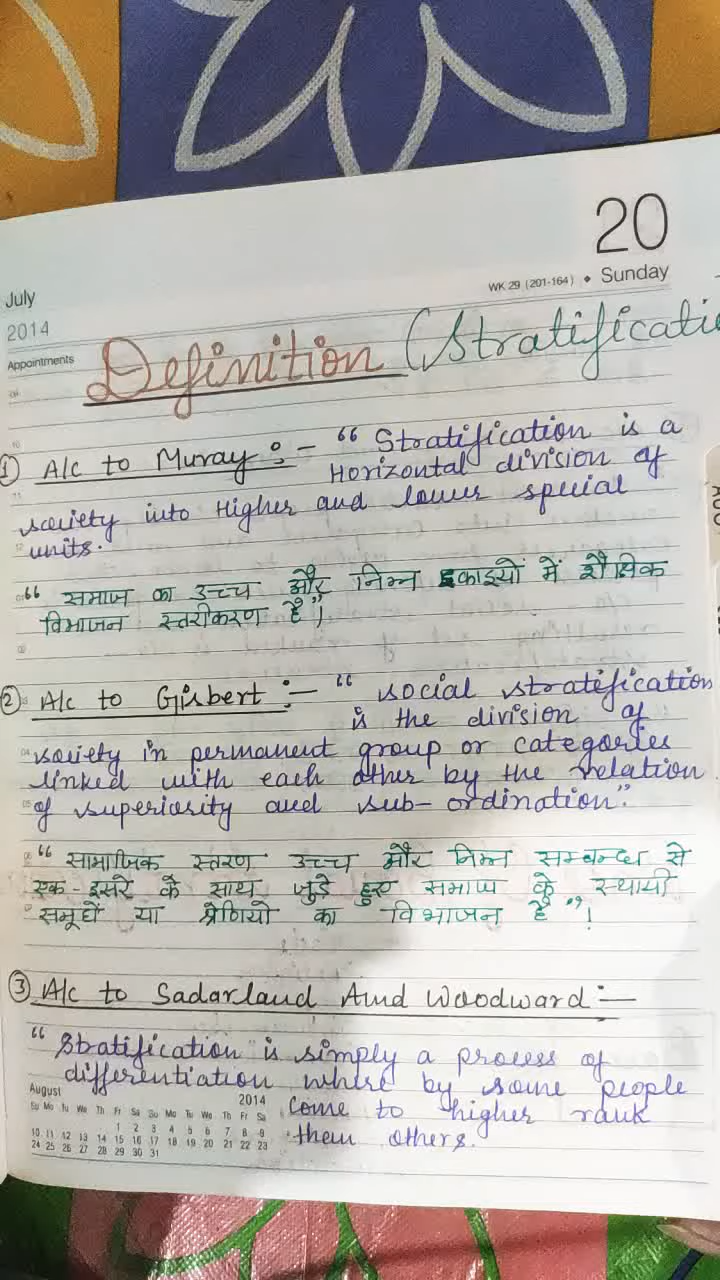 20
July
WK 29 (201-164) ♦ Sunday
2014
Appointments
Definition (Stratificatio
① A/c to Muray :- “ Stratification is a
Horizontal division of
society into Higher and lower special
units.
“ समाज का उच्च और निम्न इकाइयों में शैक्षिक
विभाजन स्तरीकरण है”।
② A/c to Gisbert :- “ social stratification
is the division of
society in permanent group or categories
linked with each other by the relation
of superiority and sub-ordination”.
“ सामाजिक स्तरण उच्च और निम्न सम्बन्धो से
एक-दुसरे के साथ जुडे हुए समाज के स्थायी
समूहों या श्रेणियो का विभाजन है ”।
③ A/c to Sadarland And Woodward :-
“ Stratification is simply a process of
differentiation where by some people
come to higher rank
them others.
August 2014
Su Mo Tu We Th Fr Sa Su Mo Tu We Th Fr Sa
1 2 3 4 5 6 7 8 9
10 11 12 13 14 15 16 17 18 19 20 21 22 23
24 25 26 27 28 29 30 31